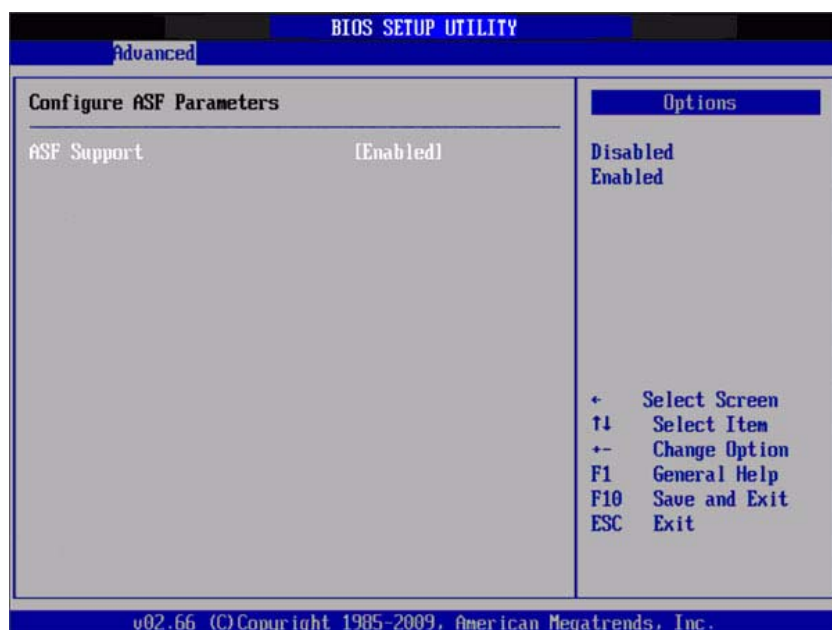 BIOS SETUP UTILITY
Advanced
Configure ASF Parameters
ASF Support [Enabled]
Options
Disabled
Enabled
← Select Screen
↑↓ Select Item
+- Change Option
F1 General Help
F10 Save and Exit
ESC Exit
v02.66 (C)Copyright 1985-2009, American Megatrends, Inc.